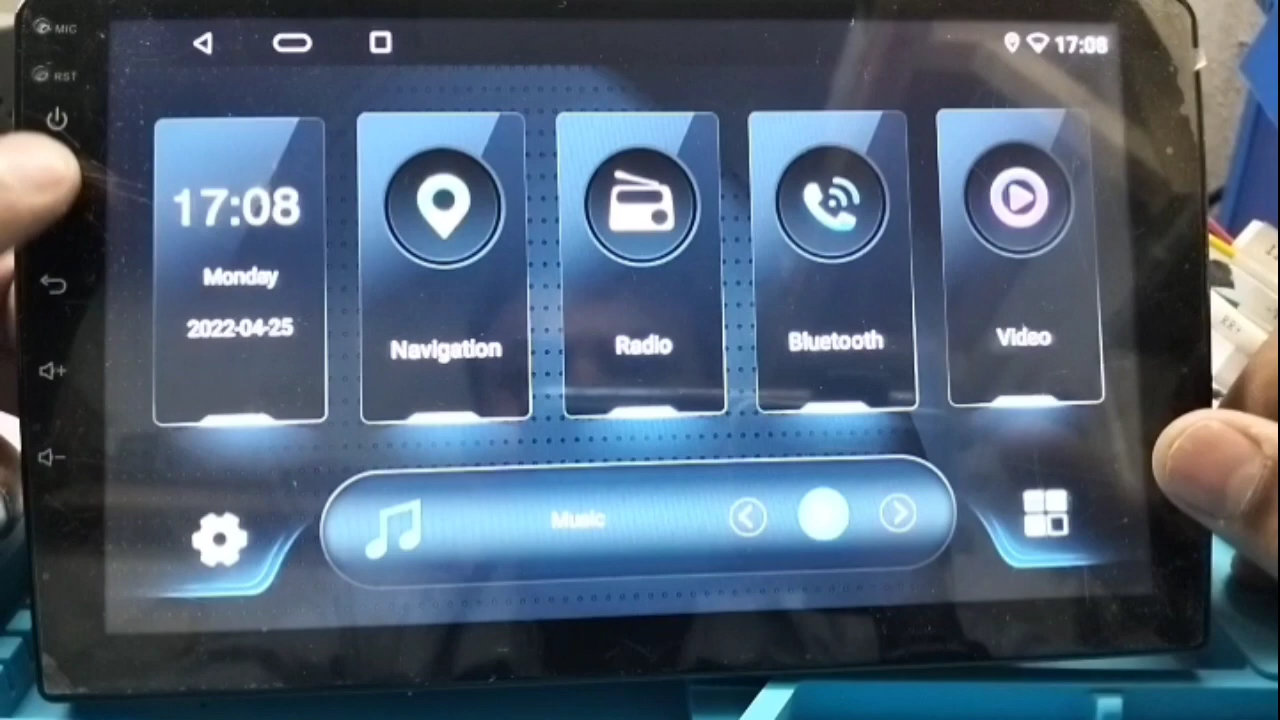 MIC
RST
17:08
17:08
Monday
2022-04-25
Navigation
Radio
Bluetooth
Video
Music